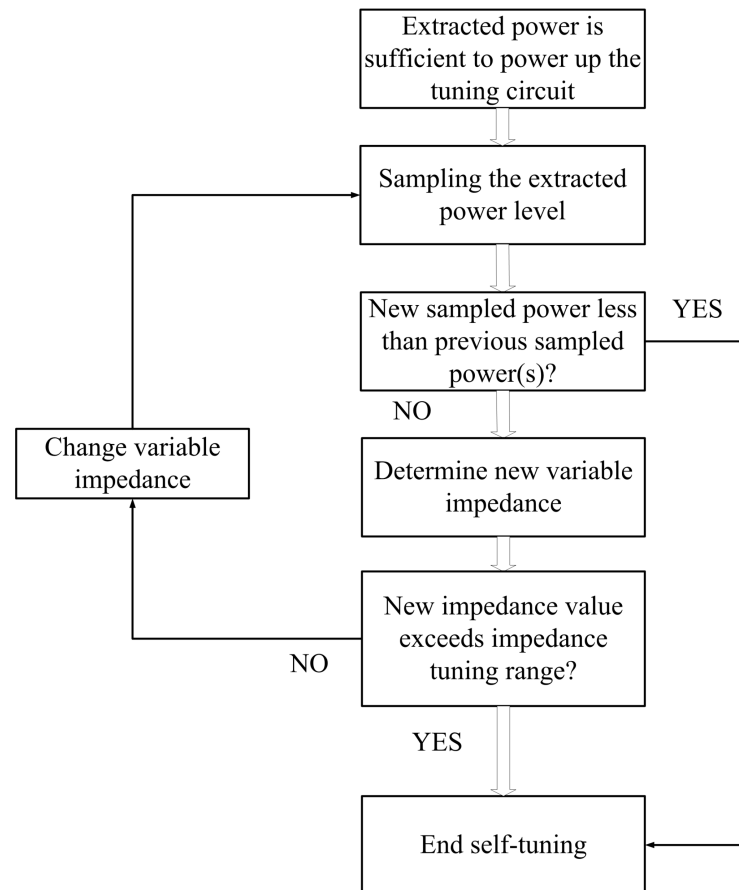 Extracted power is
sufficient to power up the
tuning circuit
Sampling the extracted
power level
New sampled power less
than previous sampled
power(s)?
YES
NO
Change variable
impedance
Determine new variable
impedance
New impedance value
exceeds impedance
tuning range?
NO
YES
End self-tuning